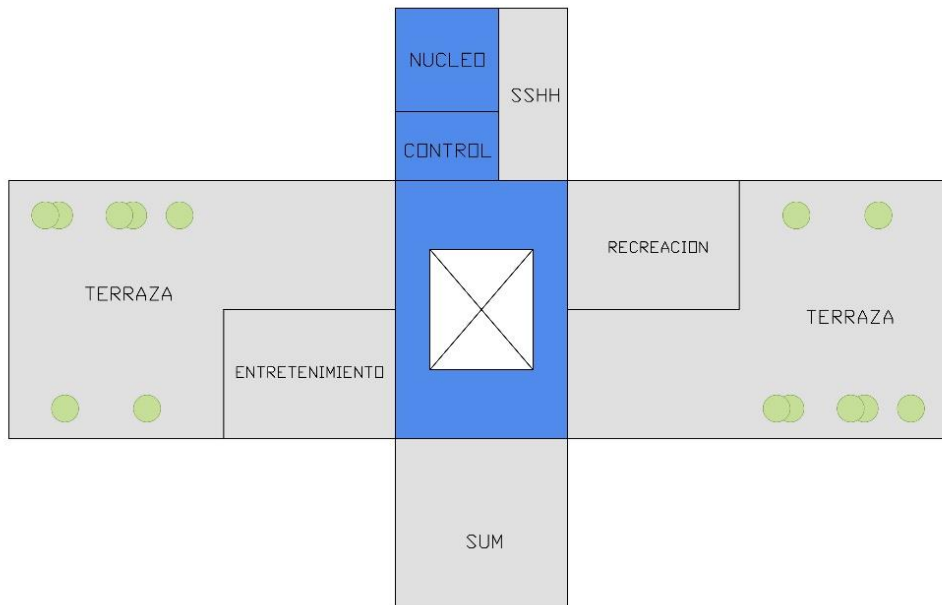 NUCLEO
SSHH
CONTROL
RECREACION
TERRAZA
TERRAZA
ENTRETENIMIENTO
SUM